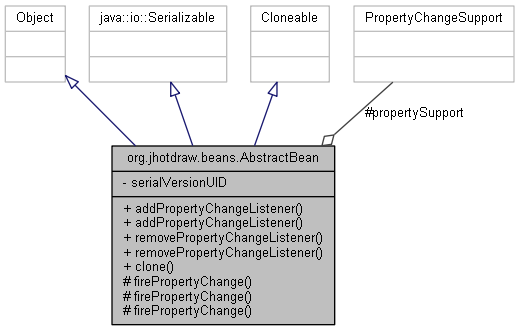 Object
java::io::Serializable
Cloneable
PropertyChangeSupport
#propertySupport
org.jhotdraw.beans.AbstractBean
- serialVersionUID
+ addPropertyChangeListener()
+ addPropertyChangeListener()
+ removePropertyChangeListener()
+ removePropertyChangeListener()
+ clone()
# firePropertyChange()
# firePropertyChange()
# firePropertyChange()